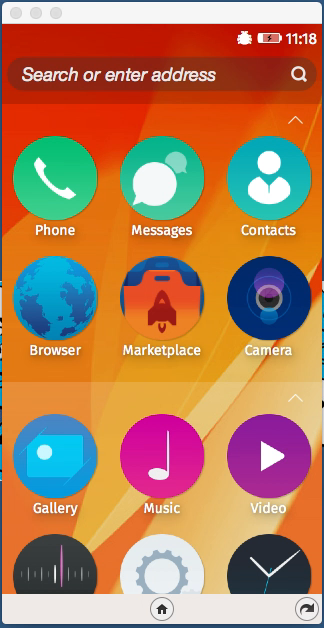 11:18
Search or enter address
Phone
Messages
Contacts
Browser
Marketplace
Camera
Gallery
Music
Video